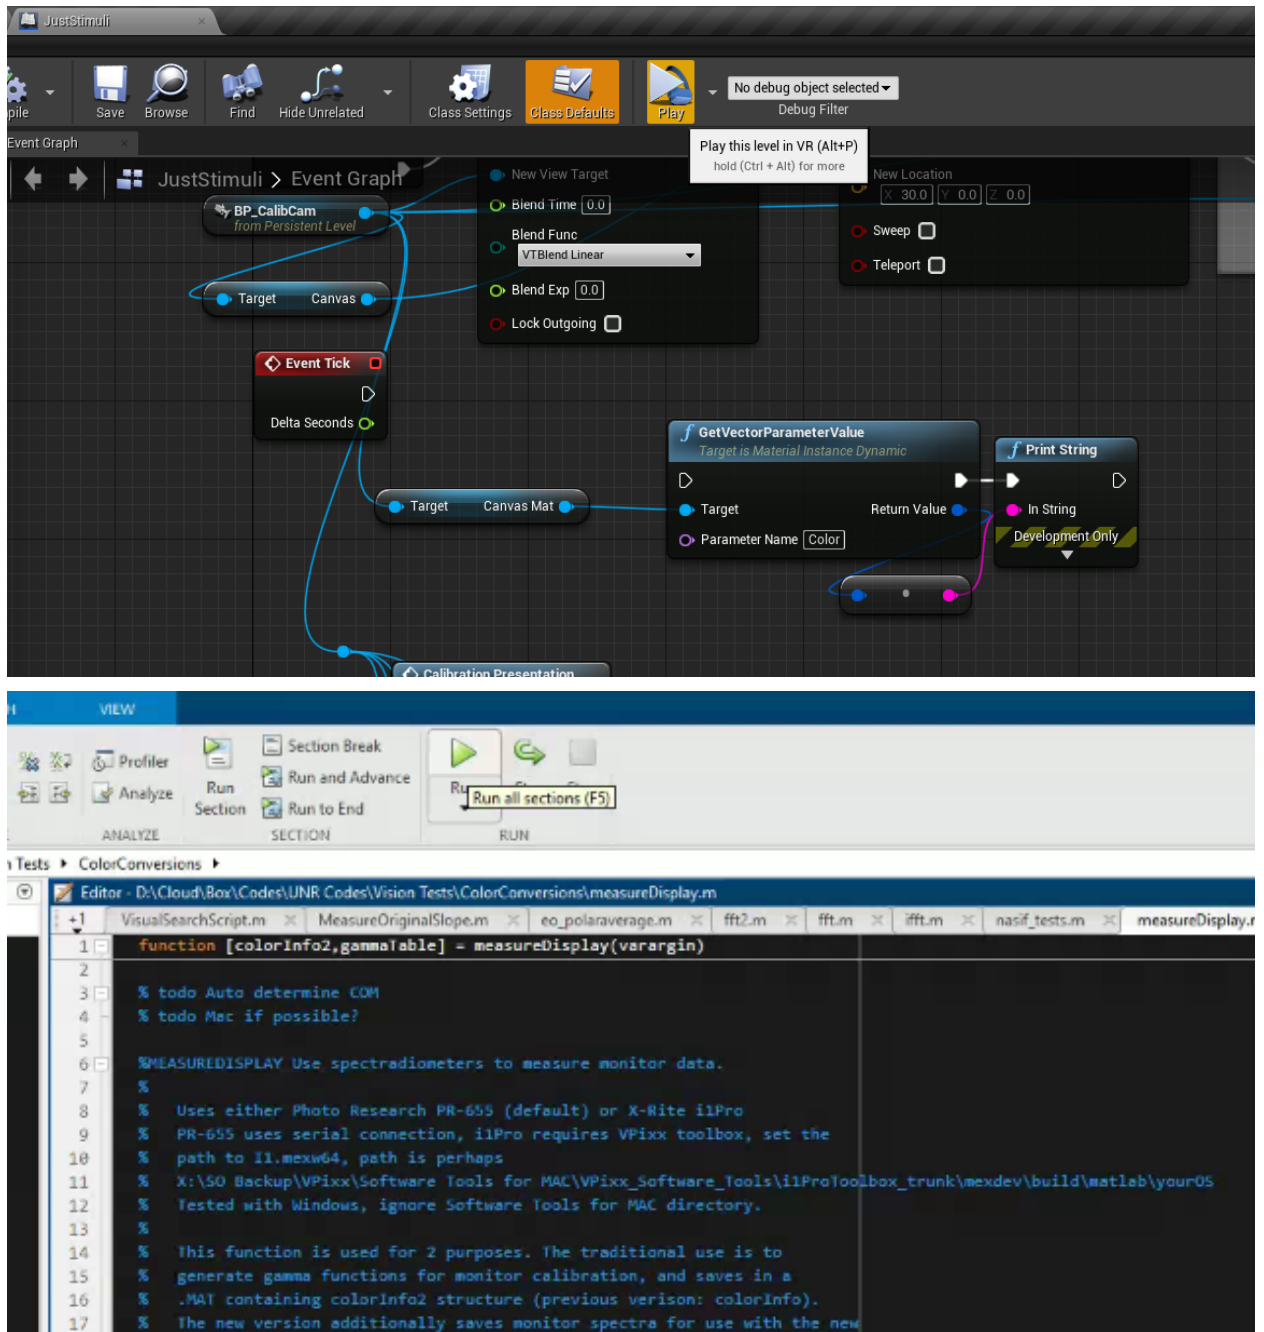 JustStimuli ×
pile Save Browse Find Hide Unrelated Class Settings Class Defaults Play No debug object selected
Debug Filter
Event Graph ×
Play this level in VR (Alt+P)
hold (Ctrl + Alt) for more
JustStimuli > Event Graph
BP_CalibCam
from Persistent Level
New View Target
Blend Time 0.0
Blend Func
VTBlend Linear
Blend Exp 0.0
Lock Outgoing
New Location
X 30.0 Y 0.0 Z 0.0
Sweep
Teleport
Target Canvas
Event Tick
Delta Seconds
Target Canvas Mat
GetVectorParameterValue
Target is Material Instance Dynamic
Target Return Value
Parameter Name Color
Print String
In String
Development Only
Calibration Presentation
H VIEW
Profiler
Analyze
ANALYZE
Run
Section
Section Break
Run and Advance
Run to End
SECTION
Run all sections (F5)
RUN
Tests ▸ ColorConversions ▸
Editor - D:\Cloud\Box\Codes\UNR Codes\Vision Tests\ColorConversions\measureDisplay.m
+1 VisualSearchScript.m × MeasureOriginalSlope.m × eo_polaraverage.m × fft2.m × fft.m × ifft.m × nasif_tests.m × measureDisplay.
1 function [colorInfo2,gammaTable] = measureDisplay(varargin)
2
3 % todo Auto determine COM
4 % todo Mac if possible?
5
6 %MEASUREDISPLAY Use spectradiometers to measure monitor data.
7 %
8 % Uses either Photo Research PR-655 (default) or X-Rite i1Pro
9 % PR-655 uses serial connection, i1Pro requires VPixx toolbox, set the
10 % path to I1.mexw64, path is perhaps
11 % X:\SO Backup\VPixx\Software Tools for MAC\VPixx_Software_Tools\i1ProToolbox_trunk\mexdev\build\matlab\yourOS
12 % Tested with Windows, ignore Software Tools for MAC directory.
13 %
14 % This function is used for 2 purposes. The traditional use is to
15 % generate gamma functions for monitor calibration, and saves in a
16 % .MAT containing colorInfo2 structure (previous verison: colorInfo).
17 % The new version additionally saves monitor spectra for use with the new